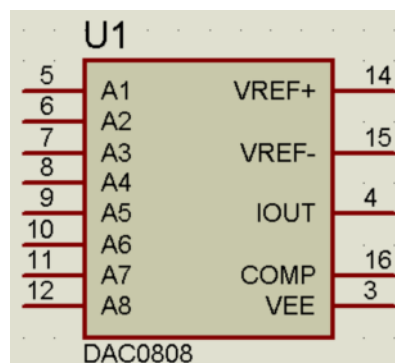 U1
5 A1 VREF+ 14
6 A2
7 A3 VREF- 15
8 A4
9 A5 IOUT 4
10 A6
11 A7 COMP 16
12 A8 VEE 3
DAC0808